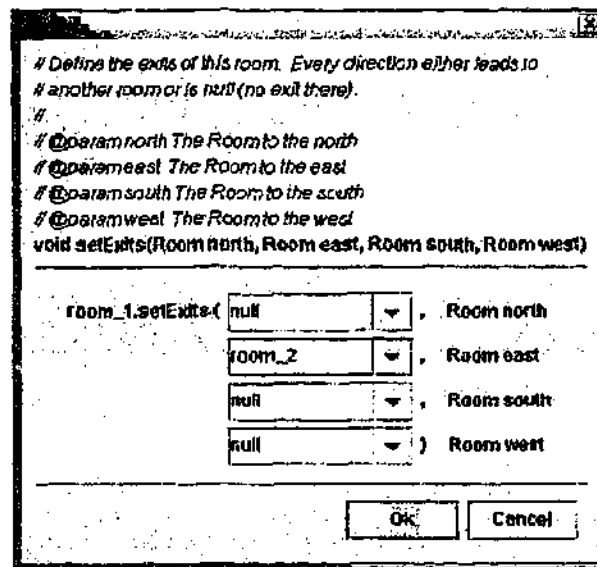 // Define the exits of this room. Every direction either leads to
// another room or is null (no exit there).
//
// @param north The Room to the north
// @param east The Room to the east
// @param south The Room to the south
// @param west The Room to the west
void setExits(Room north, Room east, Room south, Room west)
room_1.setExits ( null , Room north
room_2 , Room east
null , Room south
null ) Room west
Ok Cancel